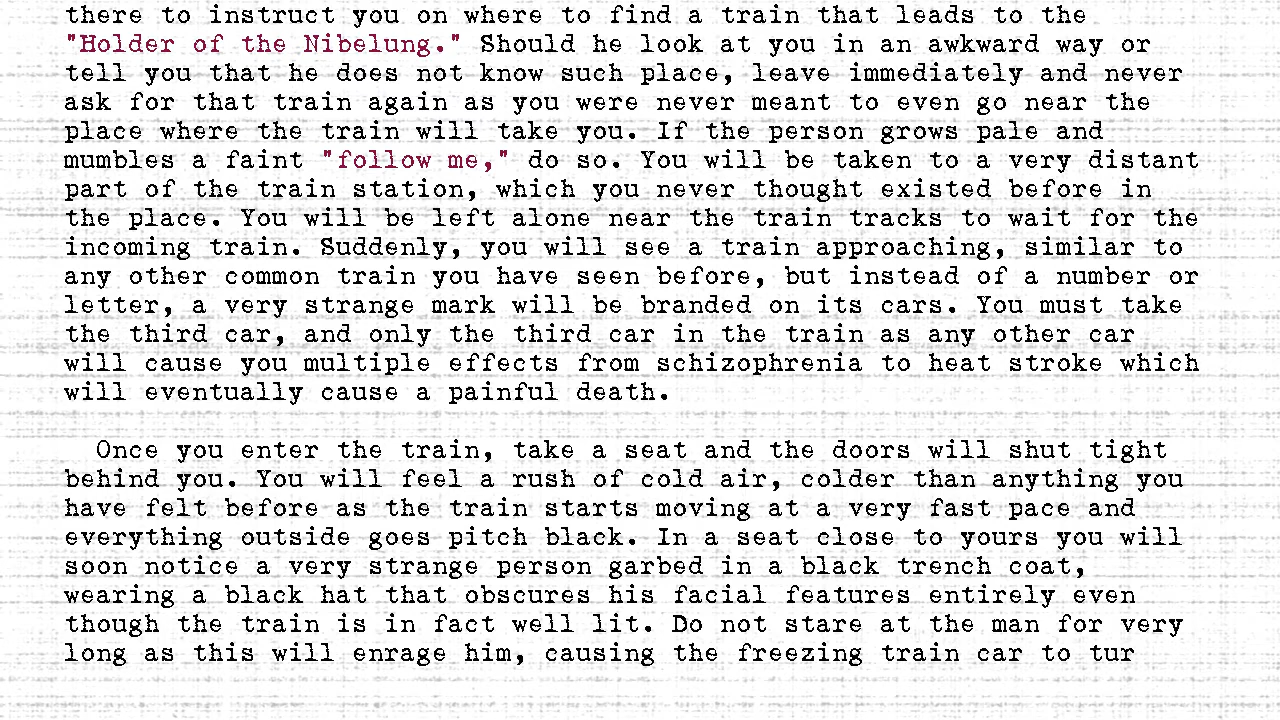 there to instruct you on where to find a train that leads to the
"Holder of the Nibelung." Should he look at you in an awkward way or
tell you that he does not know such place, leave immediately and never
ask for that train again as you were never meant to even go near the
place where the train will take you. If the person grows pale and
mumbles a faint "follow me," do so. You will be taken to a very distant
part of the train station, which you never thought existed before in
the place. You will be left alone near the train tracks to wait for the
incoming train. Suddenly, you will see a train approaching, similar to
any other common train you have seen before, but instead of a number or
letter, a very strange mark will be branded on its cars. You must take
the third car, and only the third car in the train as any other car
will cause you multiple effects from schizophrenia to heat stroke which
will eventually cause a painful death.
Once you enter the train, take a seat and the doors will shut tight
behind you. You will feel a rush of cold air, colder than anything you
have felt before as the train starts moving at a very fast pace and
everything outside goes pitch black. In a seat close to yours you will
soon notice a very strange person garbed in a black trench coat,
wearing a black hat that obscures his facial features entirely even
though the train is in fact well lit. Do not stare at the man for very
long as this will enrage him, causing the freezing train car to tur